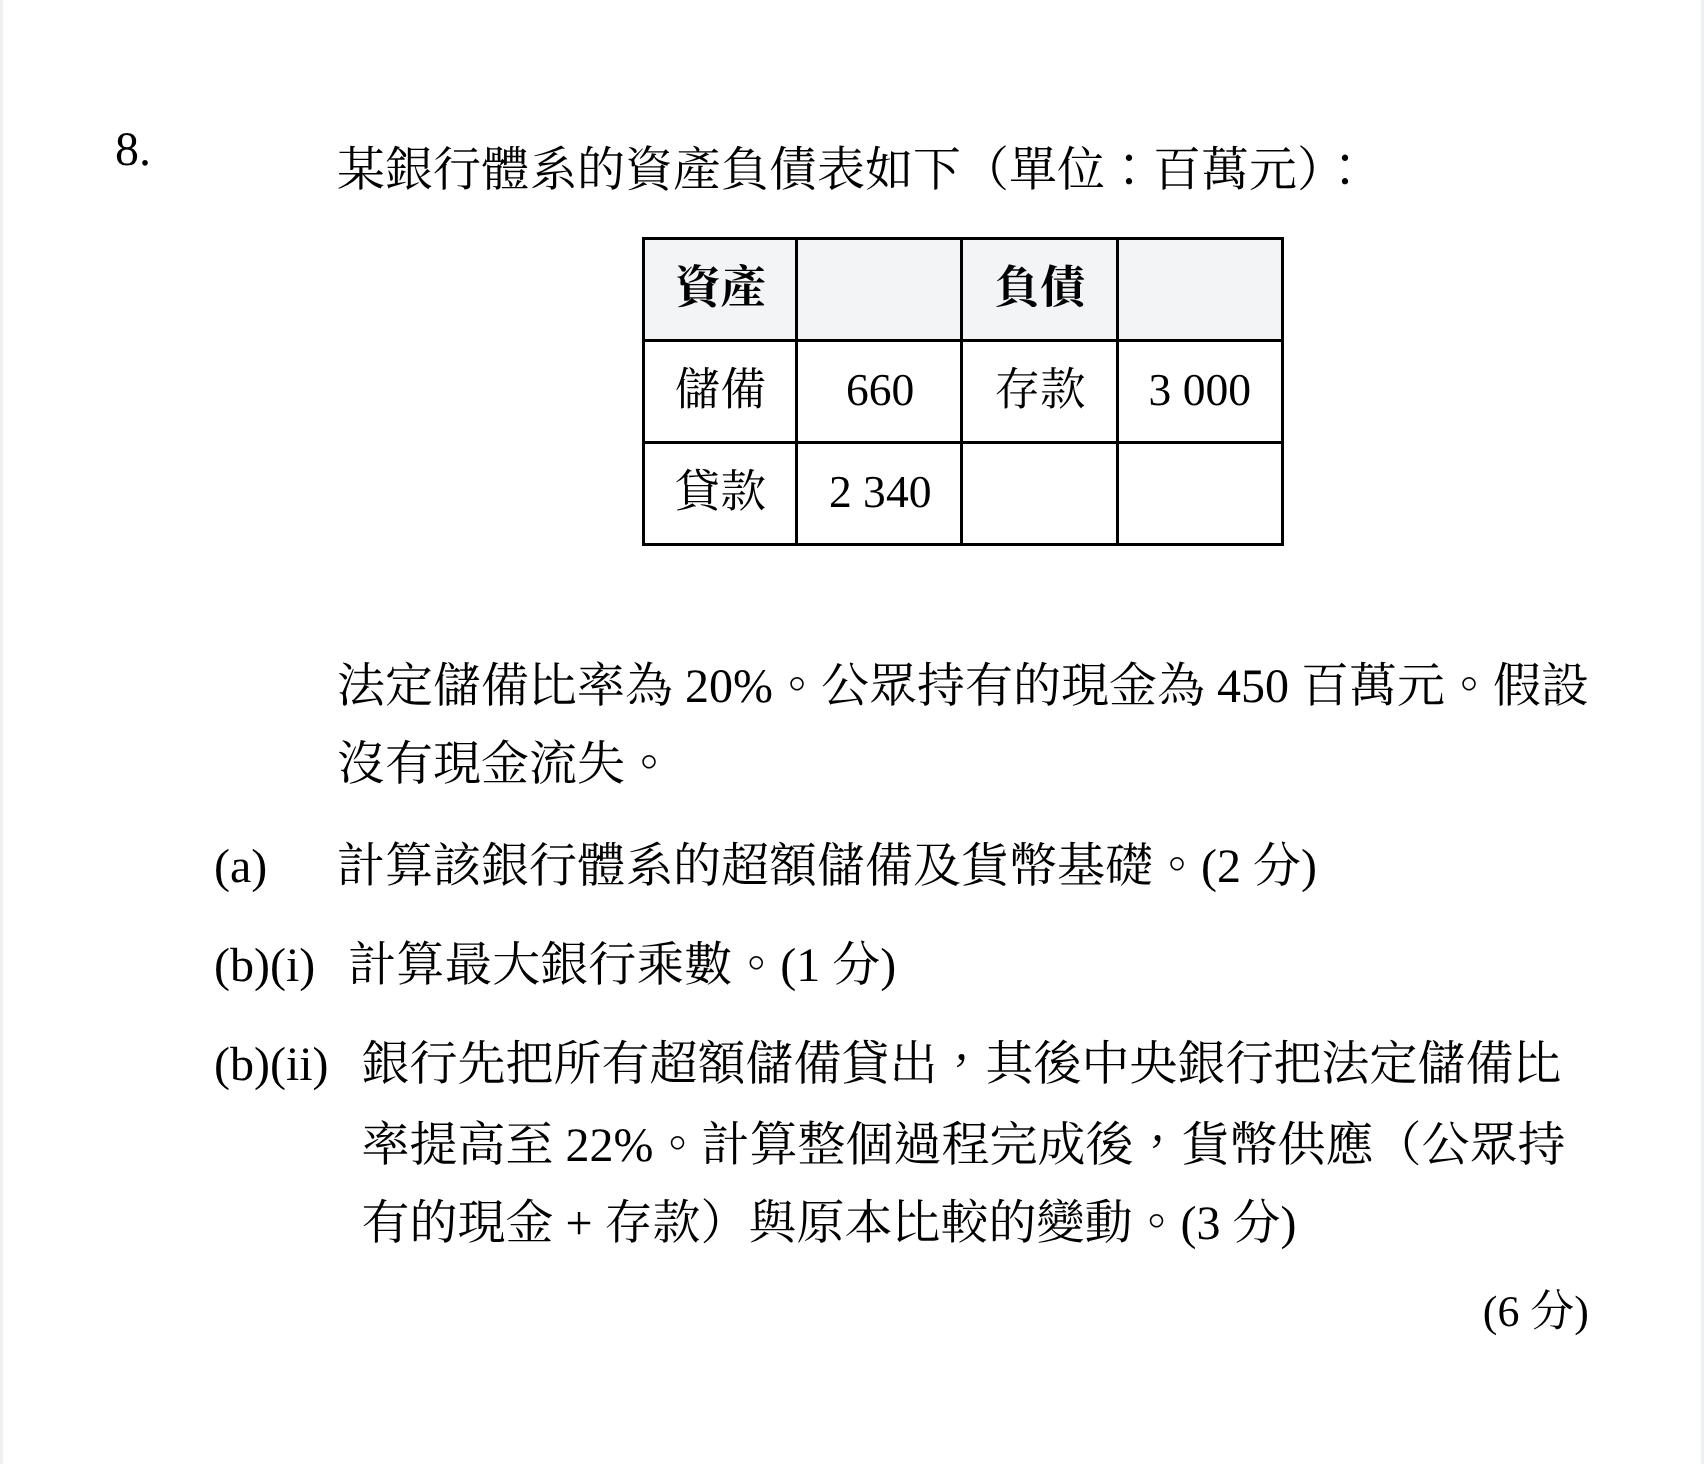 8. 某銀行體系的資產負債表如下（單位：百萬元）：
資產 負債
儲備 660 存款 3 000
貸款 2 340
法定儲備比率為 20%。公眾持有的現金為 450 百萬元。假設
沒有現金流失。
(a) 計算該銀行體系的超額儲備及貨幣基礎。(2 分)
(b)(i) 計算最大銀行乘數。(1 分)
(b)(ii) 銀行先把所有超額儲備貸出，其後中央銀行把法定儲備比
率提高至 22%。計算整個過程完成後，貨幣供應（公眾持
有的現金 + 存款）與原本比較的變動。(3 分)
(6 分)